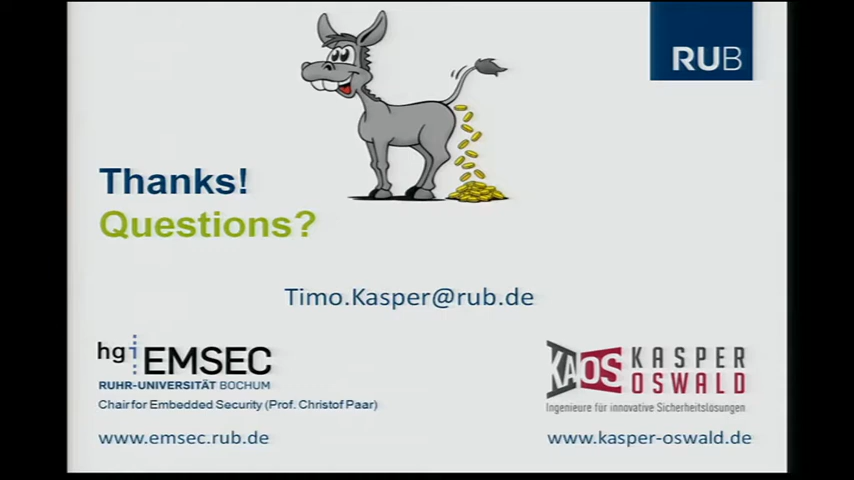 RUB
Thanks!
Questions?
Timo.Kasper@rub.de
hgi EMSEC
RUHR-UNIVERSITÄT BOCHUM
Chair for Embedded Security (Prof. Christof Paar)
www.emsec.rub.de
KAOS KASPER
OSWALD
Ingenieure für innovative Sicherheitslösungen
www.kasper-oswald.de